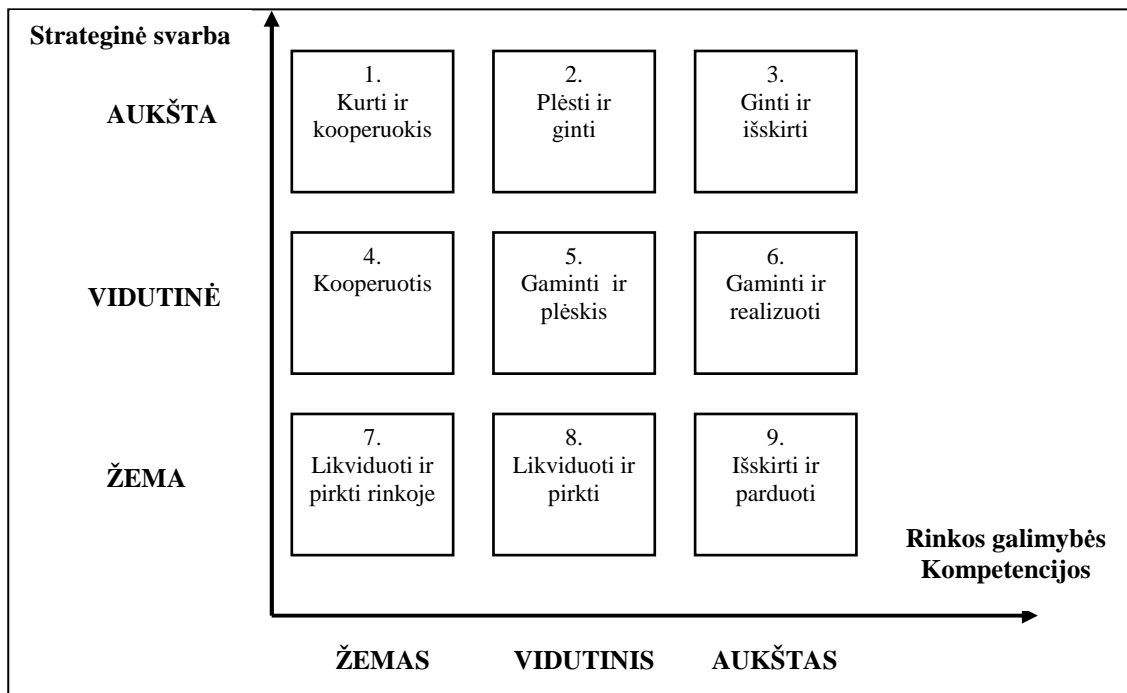 Strateginė svarba
AUKŠTA
1.
Kurti ir
kooperuokis
2.
Plėsti ir
ginti
3.
Ginti ir
išskirti
VIDUTINĖ
4.
Kooperuotis
5.
Gaminti ir
plėskis
6.
Gaminti ir
realizuoti
ŽEMA
7.
Likviduoti ir
pirkti rinkoje
8.
Likviduoti ir
pirkti
9.
Išskirti ir
parduoti
Rinkos galimybės
Kompetencijos
ŽEMAS
VIDUTINIS
AUKŠTAS